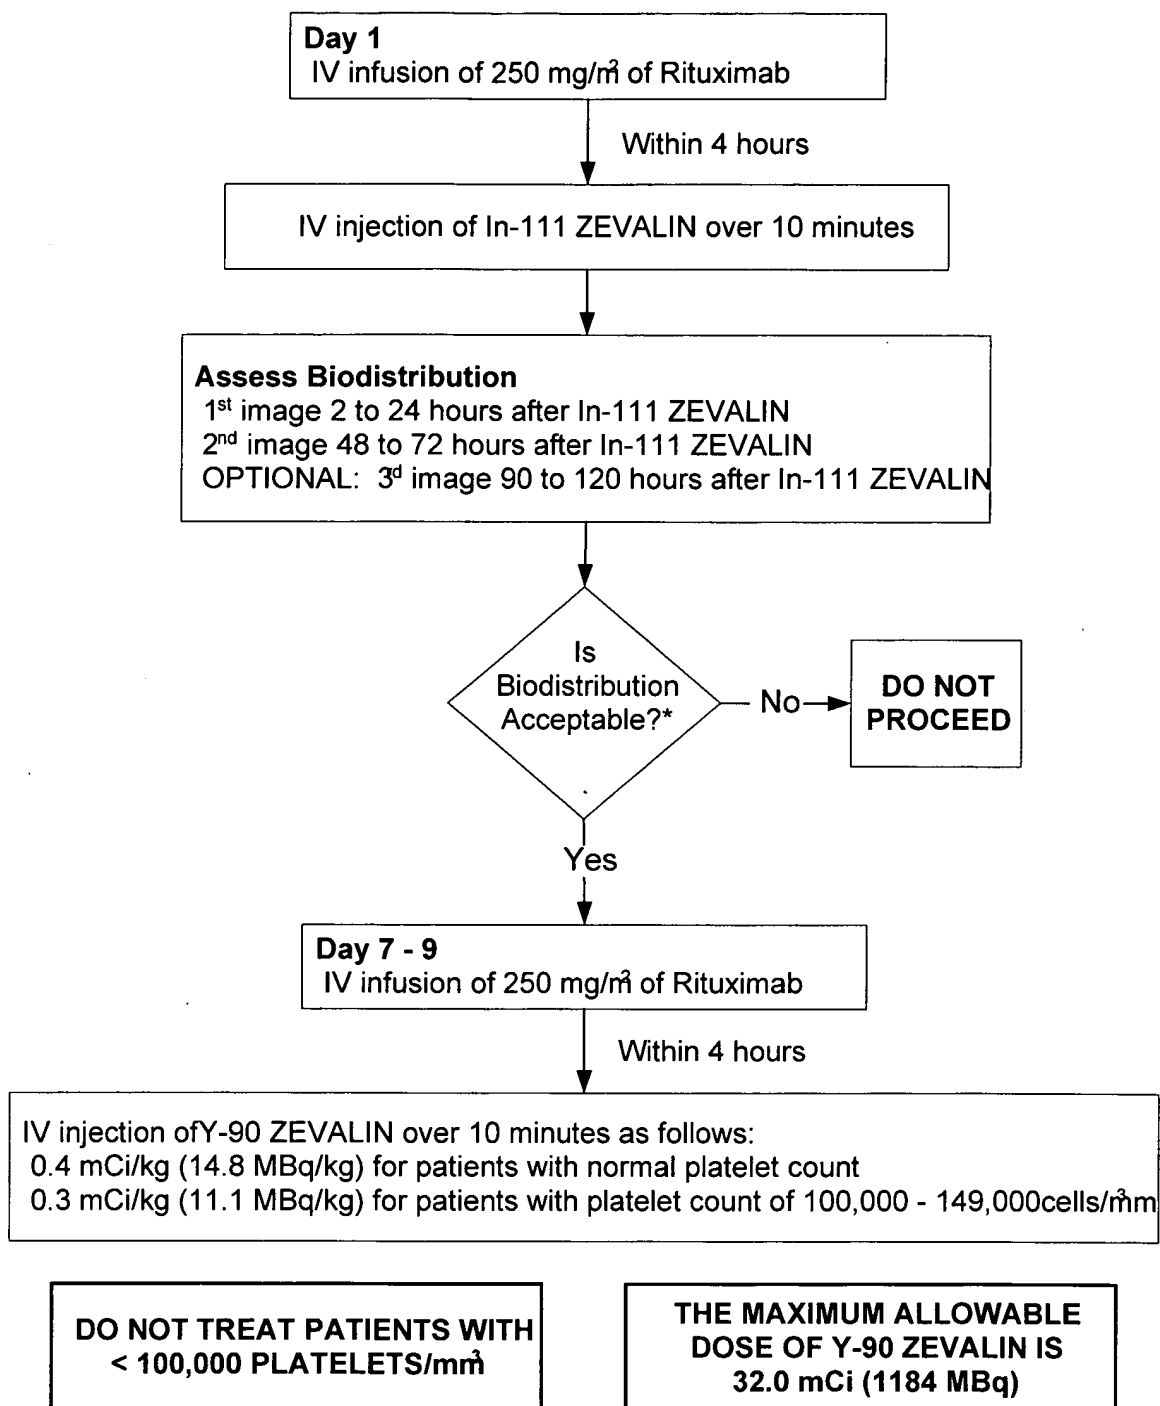 Day 1
IV infusion of 250 mg/m² of Rituximab
Within 4 hours
IV injection of In-111 ZEVALIN over 10 minutes
Assess Biodistribution
1st image 2 to 24 hours after In-111 ZEVALIN
2nd image 48 to 72 hours after In-111 ZEVALIN
OPTIONAL: 3d image 90 to 120 hours after In-111 ZEVALIN
Is
Biodistribution
Acceptable?*
No
DO NOT
PROCEED
Yes
Day 7 - 9
IV infusion of 250 mg/m² of Rituximab
Within 4 hours
IV injection ofY-90 ZEVALIN over 10 minutes as follows:
0.4 mCi/kg (14.8 MBq/kg) for patients with normal platelet count
0.3 mCi/kg (11.1 MBq/kg) for patients with platelet count of 100,000 - 149,000cells/³mm
DO NOT TREAT PATIENTS WITH
< 100,000 PLATELETS/mm³
THE MAXIMUM ALLOWABLE
DOSE OF Y-90 ZEVALIN IS
32.0 mCi (1184 MBq)